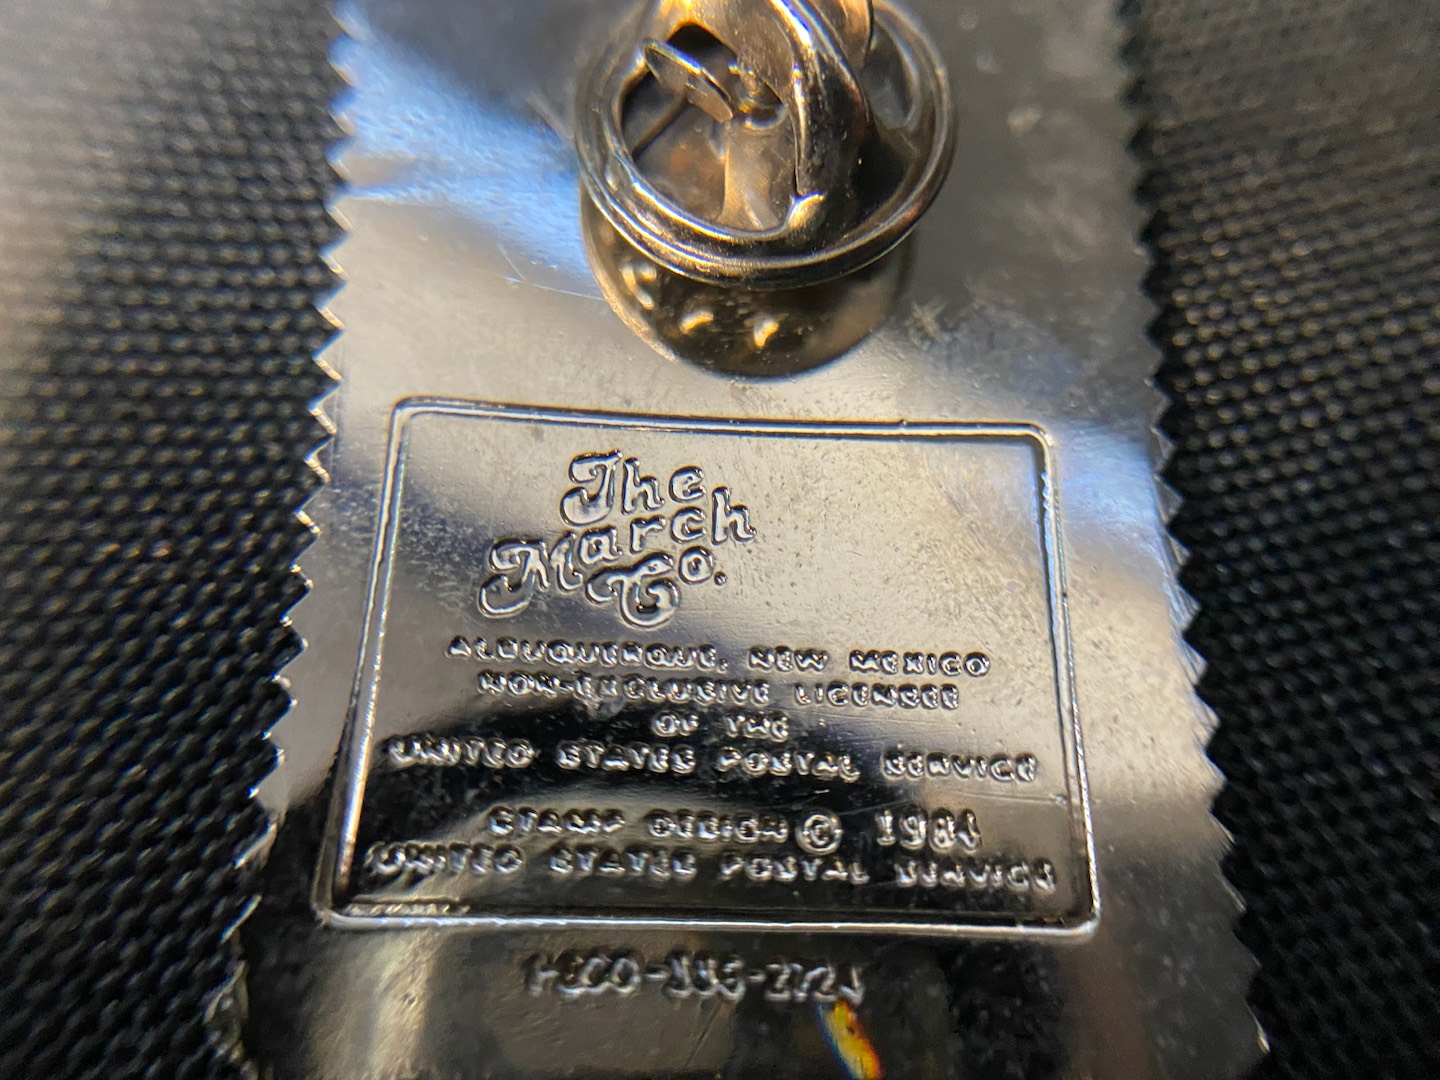 The
March
Co.
ALBUQUERQUE, NEW MEXICO
NON-EXCLUSIVE LICENSEE
OF THE
UNITED STATES POSTAL SERVICE
STAMP DESIGN © 1984
UNITED STATES POSTAL SERVICE